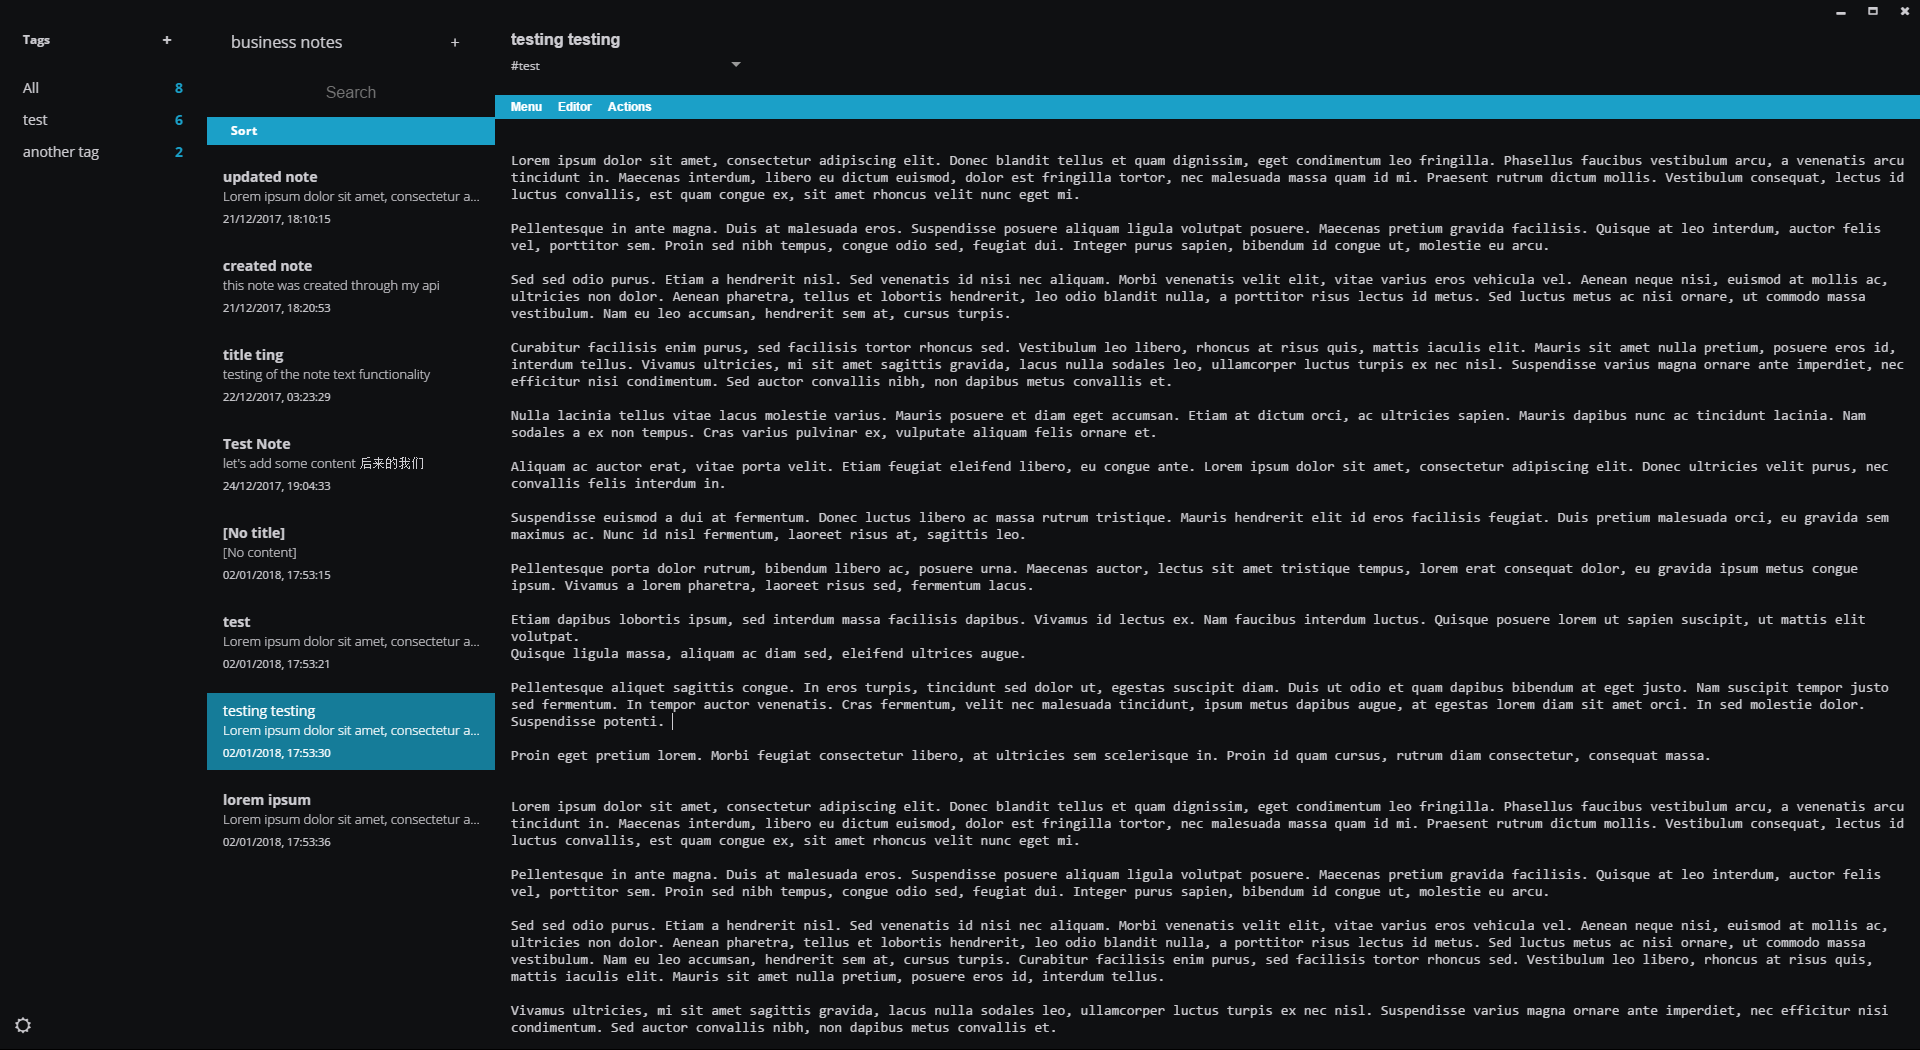 Tags +
All 8
test 6
another tag 2
business notes +
Search
Sort
updated note
Lorem ipsum dolor sit amet, consectetur a...
21/12/2017, 18:10:15
created note
this note was created through my api
21/12/2017, 18:20:53
title ting
testing of the note text functionality
22/12/2017, 03:23:29
Test Note
let's add some content 后来的我们
24/12/2017, 19:04:33
[No title]
[No content]
02/01/2018, 17:53:15
test
Lorem ipsum dolor sit amet, consectetur a...
02/01/2018, 17:53:21
testing testing
Lorem ipsum dolor sit amet, consectetur a...
02/01/2018, 17:53:30
lorem ipsum
Lorem ipsum dolor sit amet, consectetur a...
02/01/2018, 17:53:36
testing testing
#test
Menu Editor Actions
Lorem ipsum dolor sit amet, consectetur adipiscing elit. Donec blandit tellus et quam dignissim, eget condimentum leo fringilla. Phasellus faucibus vestibulum arcu, a venenatis arcu
tincidunt in. Maecenas interdum, libero eu dictum euismod, dolor est fringilla tortor, nec malesuada massa quam id mi. Praesent rutrum dictum mollis. Vestibulum consequat, lectus id
luctus convallis, est quam congue ex, sit amet rhoncus velit nunc eget mi.
Pellentesque in ante magna. Duis at malesuada eros. Suspendisse posuere aliquam ligula volutpat posuere. Maecenas pretium gravida facilisis. Quisque at leo interdum, auctor felis
vel, porttitor sem. Proin sed nibh tempus, congue odio sed, feugiat dui. Integer purus sapien, bibendum id congue ut, molestie eu arcu.
Sed sed odio purus. Etiam a hendrerit nisl. Sed venenatis id nisi nec aliquam. Morbi venenatis velit elit, vitae varius eros vehicula vel. Aenean neque nisi, euismod at mollis ac,
ultricies non dolor. Aenean pharetra, tellus et lobortis hendrerit, leo odio blandit nulla, a porttitor risus lectus id metus. Sed luctus metus ac nisi ornare, ut commodo massa
vestibulum. Nam eu leo accumsan, hendrerit sem at, cursus turpis.
Curabitur facilisis enim purus, sed facilisis tortor rhoncus sed. Vestibulum leo libero, rhoncus at risus quis, mattis iaculis elit. Mauris sit amet nulla pretium, posuere eros id,
interdum tellus. Vivamus ultricies, mi sit amet sagittis gravida, lacus nulla sodales leo, ullamcorper luctus turpis ex nec nisl. Suspendisse varius magna ornare ante imperdiet, nec
efficitur nisi condimentum. Sed auctor convallis nibh, non dapibus metus convallis et.
Nulla lacinia tellus vitae lacus molestie varius. Mauris posuere et diam eget accumsan. Etiam at dictum orci, ac ultricies sapien. Mauris dapibus nunc ac tincidunt lacinia. Nam
sodales a ex non tempus. Cras varius pulvinar ex, vulputate aliquam felis ornare et.
Aliquam ac auctor erat, vitae porta velit. Etiam feugiat eleifend libero, eu congue ante. Lorem ipsum dolor sit amet, consectetur adipiscing elit. Donec ultricies velit purus, nec
convallis felis interdum in.
Suspendisse euismod a dui at fermentum. Donec luctus libero ac massa rutrum tristique. Mauris hendrerit elit id eros facilisis feugiat. Duis pretium malesuada orci, eu gravida sem
maximus ac. Nunc id nisl fermentum, laoreet risus at, sagittis leo.
Pellentesque porta dolor rutrum, bibendum libero ac, posuere urna. Maecenas auctor, lectus sit amet tristique tempus, lorem erat consequat dolor, eu gravida ipsum metus congue
ipsum. Vivamus a lorem pharetra, laoreet risus sed, fermentum lacus.
Etiam dapibus lobortis ipsum, sed interdum massa facilisis dapibus. Vivamus id lectus ex. Nam faucibus interdum luctus. Quisque posuere lorem ut sapien suscipit, ut mattis elit
volutpat.
Quisque ligula massa, aliquam ac diam sed, eleifend ultrices augue.
Pellentesque aliquet sagittis congue. In eros turpis, tincidunt sed dolor ut, egestas suscipit diam. Duis ut odio et quam dapibus bibendum at eget justo. Nam suscipit tempor justo
sed fermentum. In tempor auctor venenatis. Cras fermentum, velit nec malesuada tincidunt, ipsum metus dapibus augue, at egestas lorem diam sit amet orci. In sed molestie dolor.
Suspendisse potenti.
Proin eget pretium lorem. Morbi feugiat consectetur libero, at ultricies sem scelerisque in. Proin id quam cursus, rutrum diam consectetur, consequat massa.
Lorem ipsum dolor sit amet, consectetur adipiscing elit. Donec blandit tellus et quam dignissim, eget condimentum leo fringilla. Phasellus faucibus vestibulum arcu, a venenatis arcu
tincidunt in. Maecenas interdum, libero eu dictum euismod, dolor est fringilla tortor, nec malesuada massa quam id mi. Praesent rutrum dictum mollis. Vestibulum consequat, lectus id
luctus convallis, est quam congue ex, sit amet rhoncus velit nunc eget mi.
Pellentesque in ante magna. Duis at malesuada eros. Suspendisse posuere aliquam ligula volutpat posuere. Maecenas pretium gravida facilisis. Quisque at leo interdum, auctor felis
vel, porttitor sem. Proin sed nibh tempus, congue odio sed, feugiat dui. Integer purus sapien, bibendum id congue ut, molestie eu arcu.
Sed sed odio purus. Etiam a hendrerit nisl. Sed venenatis id nisi nec aliquam. Morbi venenatis velit elit, vitae varius eros vehicula vel. Aenean neque nisi, euismod at mollis ac,
ultricies non dolor. Aenean pharetra, tellus et lobortis hendrerit, leo odio blandit nulla, a porttitor risus lectus id metus. Sed luctus metus ac nisi ornare, ut commodo massa
vestibulum. Nam eu leo accumsan, hendrerit sem at, cursus turpis. Curabitur facilisis enim purus, sed facilisis tortor rhoncus sed. Vestibulum leo libero, rhoncus at risus quis,
mattis iaculis elit. Mauris sit amet nulla pretium, posuere eros id, interdum tellus.
Vivamus ultricies, mi sit amet sagittis gravida, lacus nulla sodales leo, ullamcorper luctus turpis ex nec nisl. Suspendisse varius magna ornare ante imperdiet, nec efficitur nisi
condimentum. Sed auctor convallis nibh, non dapibus metus convallis et.